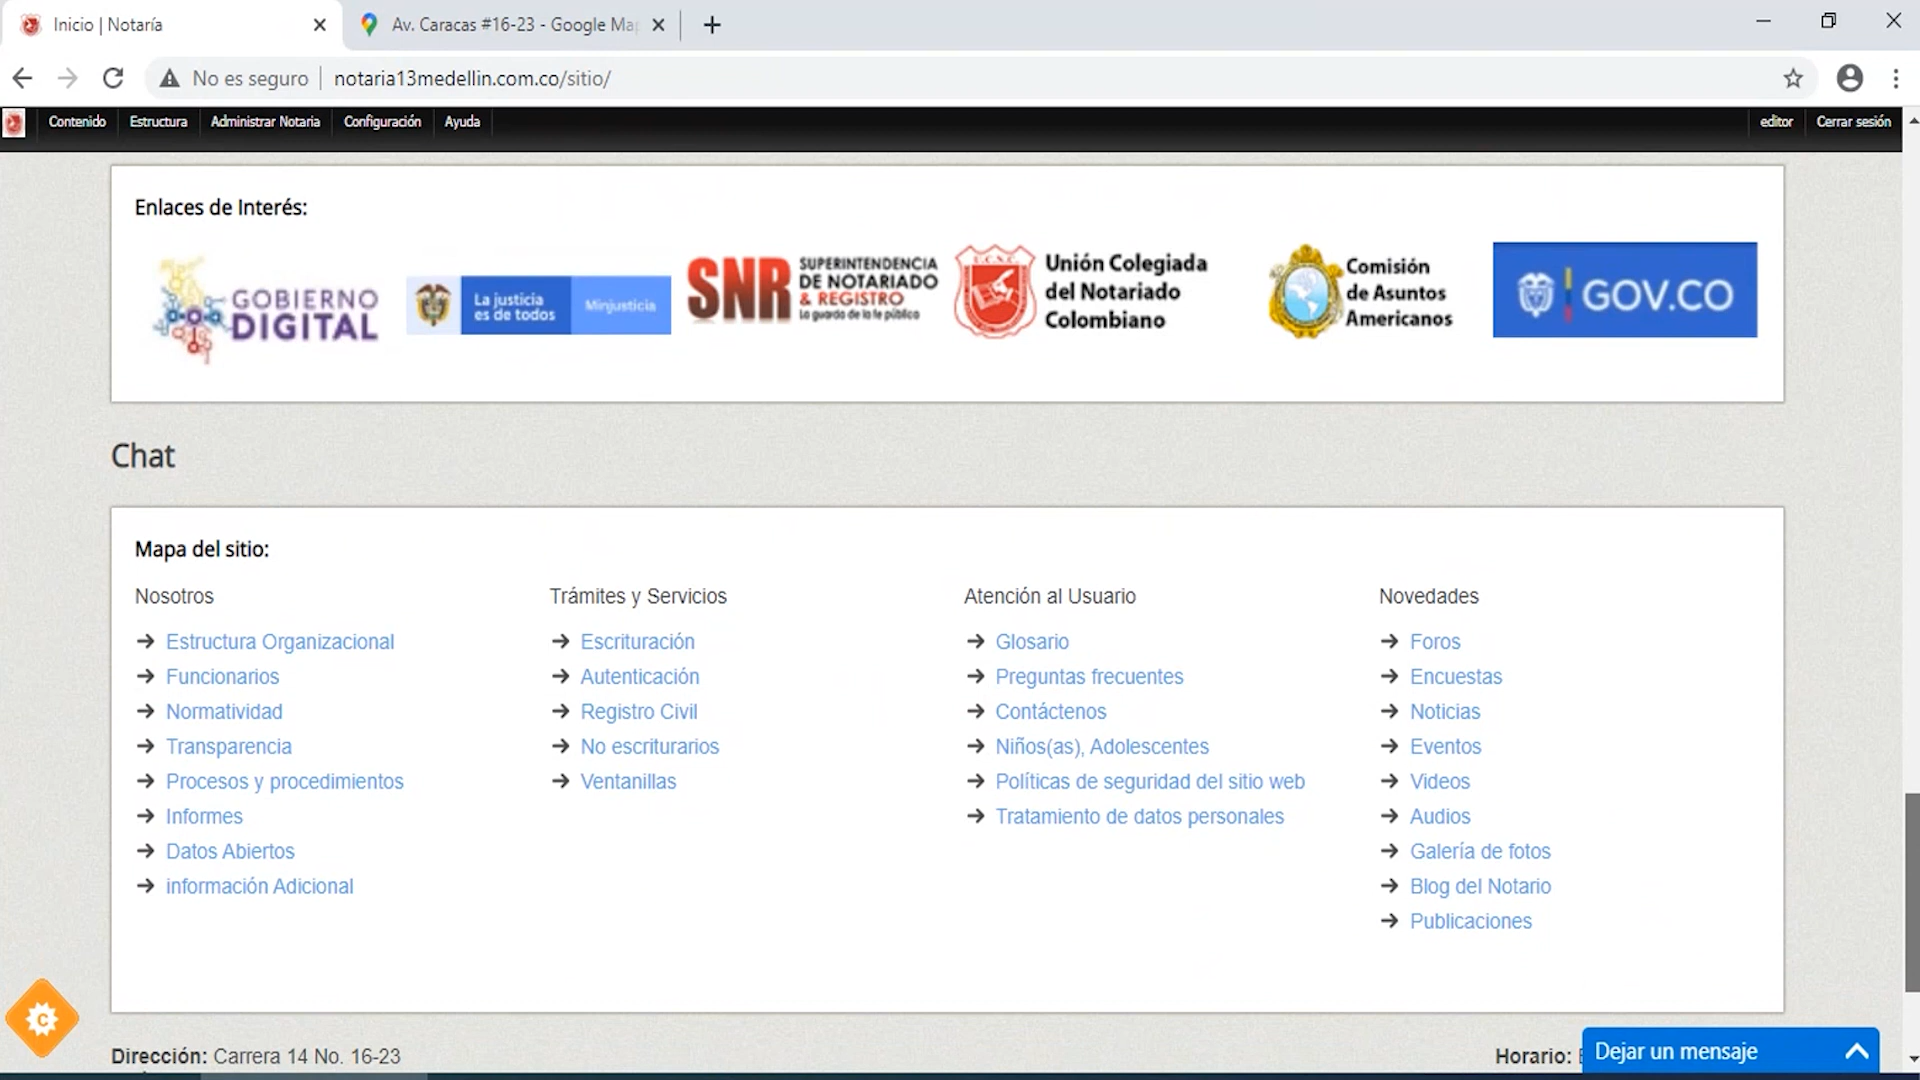 Inicio | Notaría
Av. Caracas #16-23 - Google Ma
No es seguro
notaria13medellin.com.co/sitio/
Contenido
Estructura
Administrar Notaria
Configuración
Ayuda
editor
Cerrar sesión
Enlaces de Interés:
GOBIERNO
DIGITAL
La justicia
es de todos
Minjusticia
SNR
SUPERINTENDENCIA
DE NOTARIADO
& REGISTRO
La guarda de la fe pública
U.C.N.C.
Unión Colegiada
del Notariado
Colombiano
Comisión
de Asuntos
Americanos
GOV.CO
Chat
Mapa del sitio:
Nosotros
Estructura Organizacional
Funcionarios
Normatividad
Transparencia
Procesos y procedimientos
Informes
Datos Abiertos
información Adicional
Trámites y Servicios
Escrituración
Autenticación
Registro Civil
No escriturarios
Ventanillas
Atención al Usuario
Glosario
Preguntas frecuentes
Contáctenos
Niños(as), Adolescentes
Políticas de seguridad del sitio web
Tratamiento de datos personales
Novedades
Foros
Encuestas
Noticias
Eventos
Videos
Audios
Galería de fotos
Blog del Notario
Publicaciones
C
Dirección: Carrera 14 No. 16-23
Horario:
Dejar un mensaje